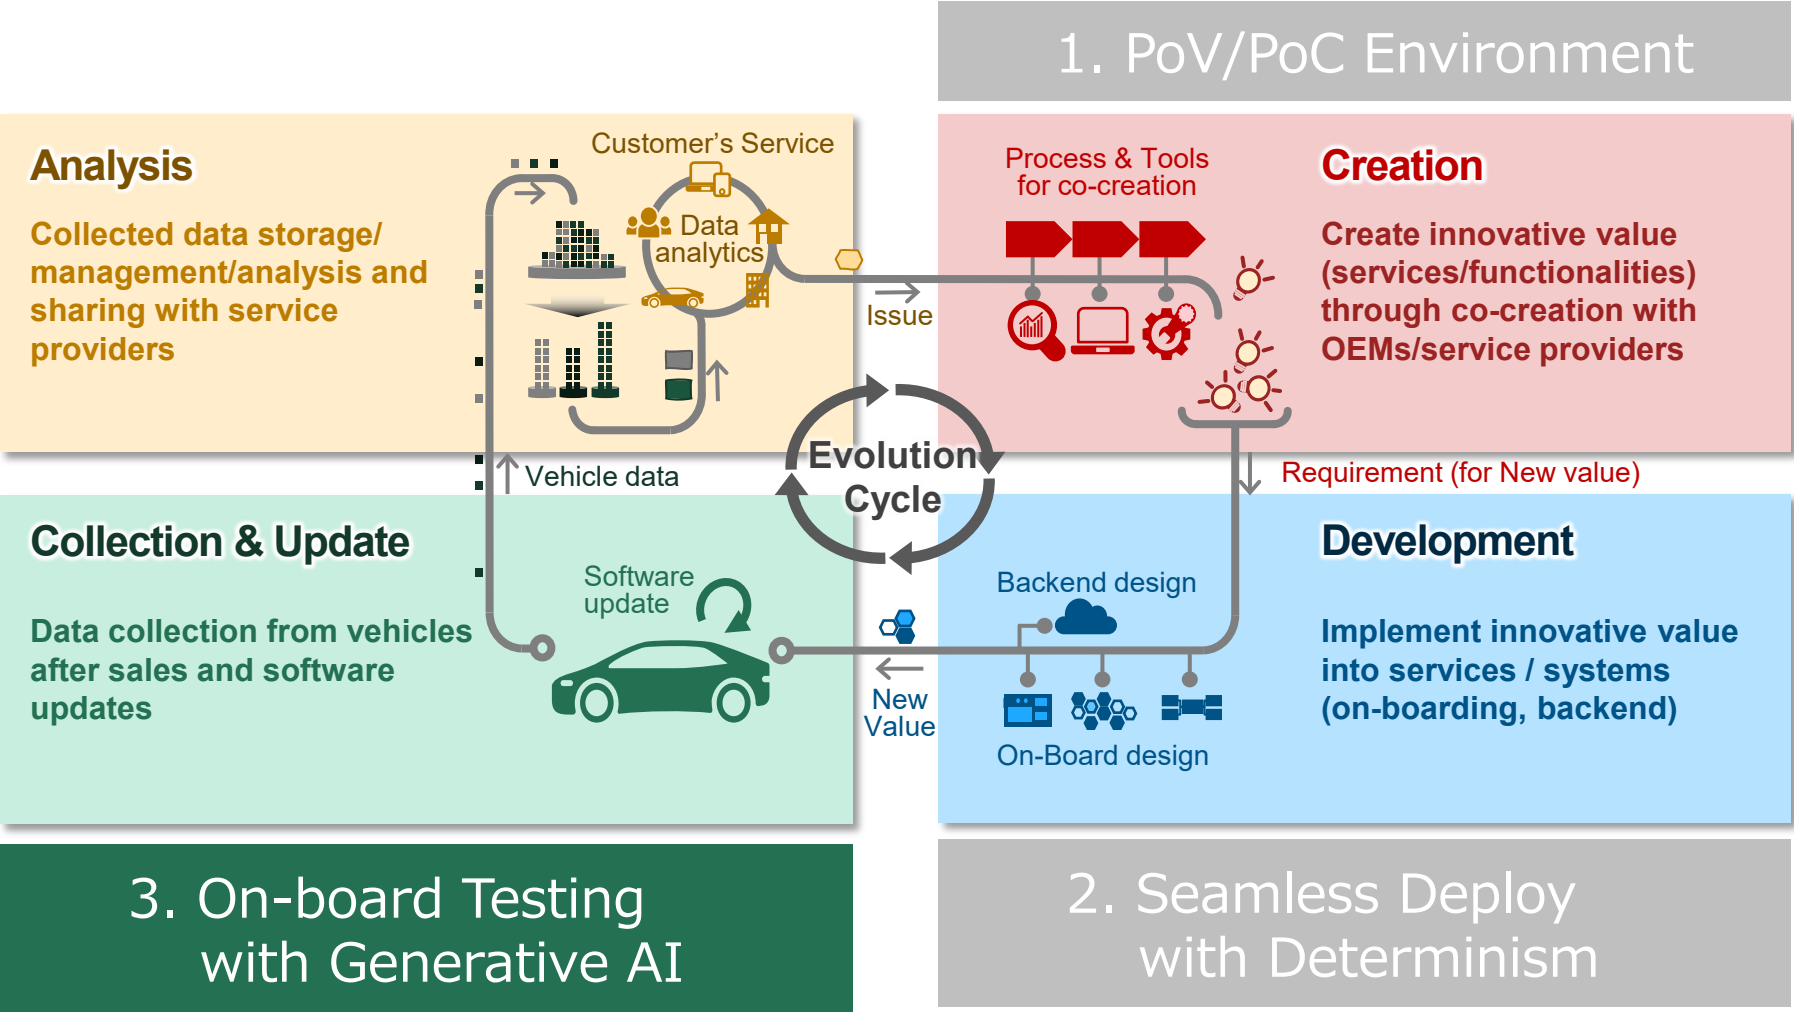 1. PoV/PoC Environment
Analysis
Collected data storage/
management/analysis and
sharing with service
providers
Customer's Service
Data
analytics
Issue
Process & Tools
for co-creation
Creation
Create innovative value
(services/functionalities)
through co-creation with
OEMs/service providers
Evolution
Cycle
Vehicle data
Requirement (for New value)
Collection & Update
Data collection from vehicles
after sales and software
updates
Software
update
New
Value
Backend design
On-Board design
Development
Implement innovative value
into services / systems
(on-boarding, backend)
3. On-board Testing
with Generative AI
2. Seamless Deploy
with Determinism